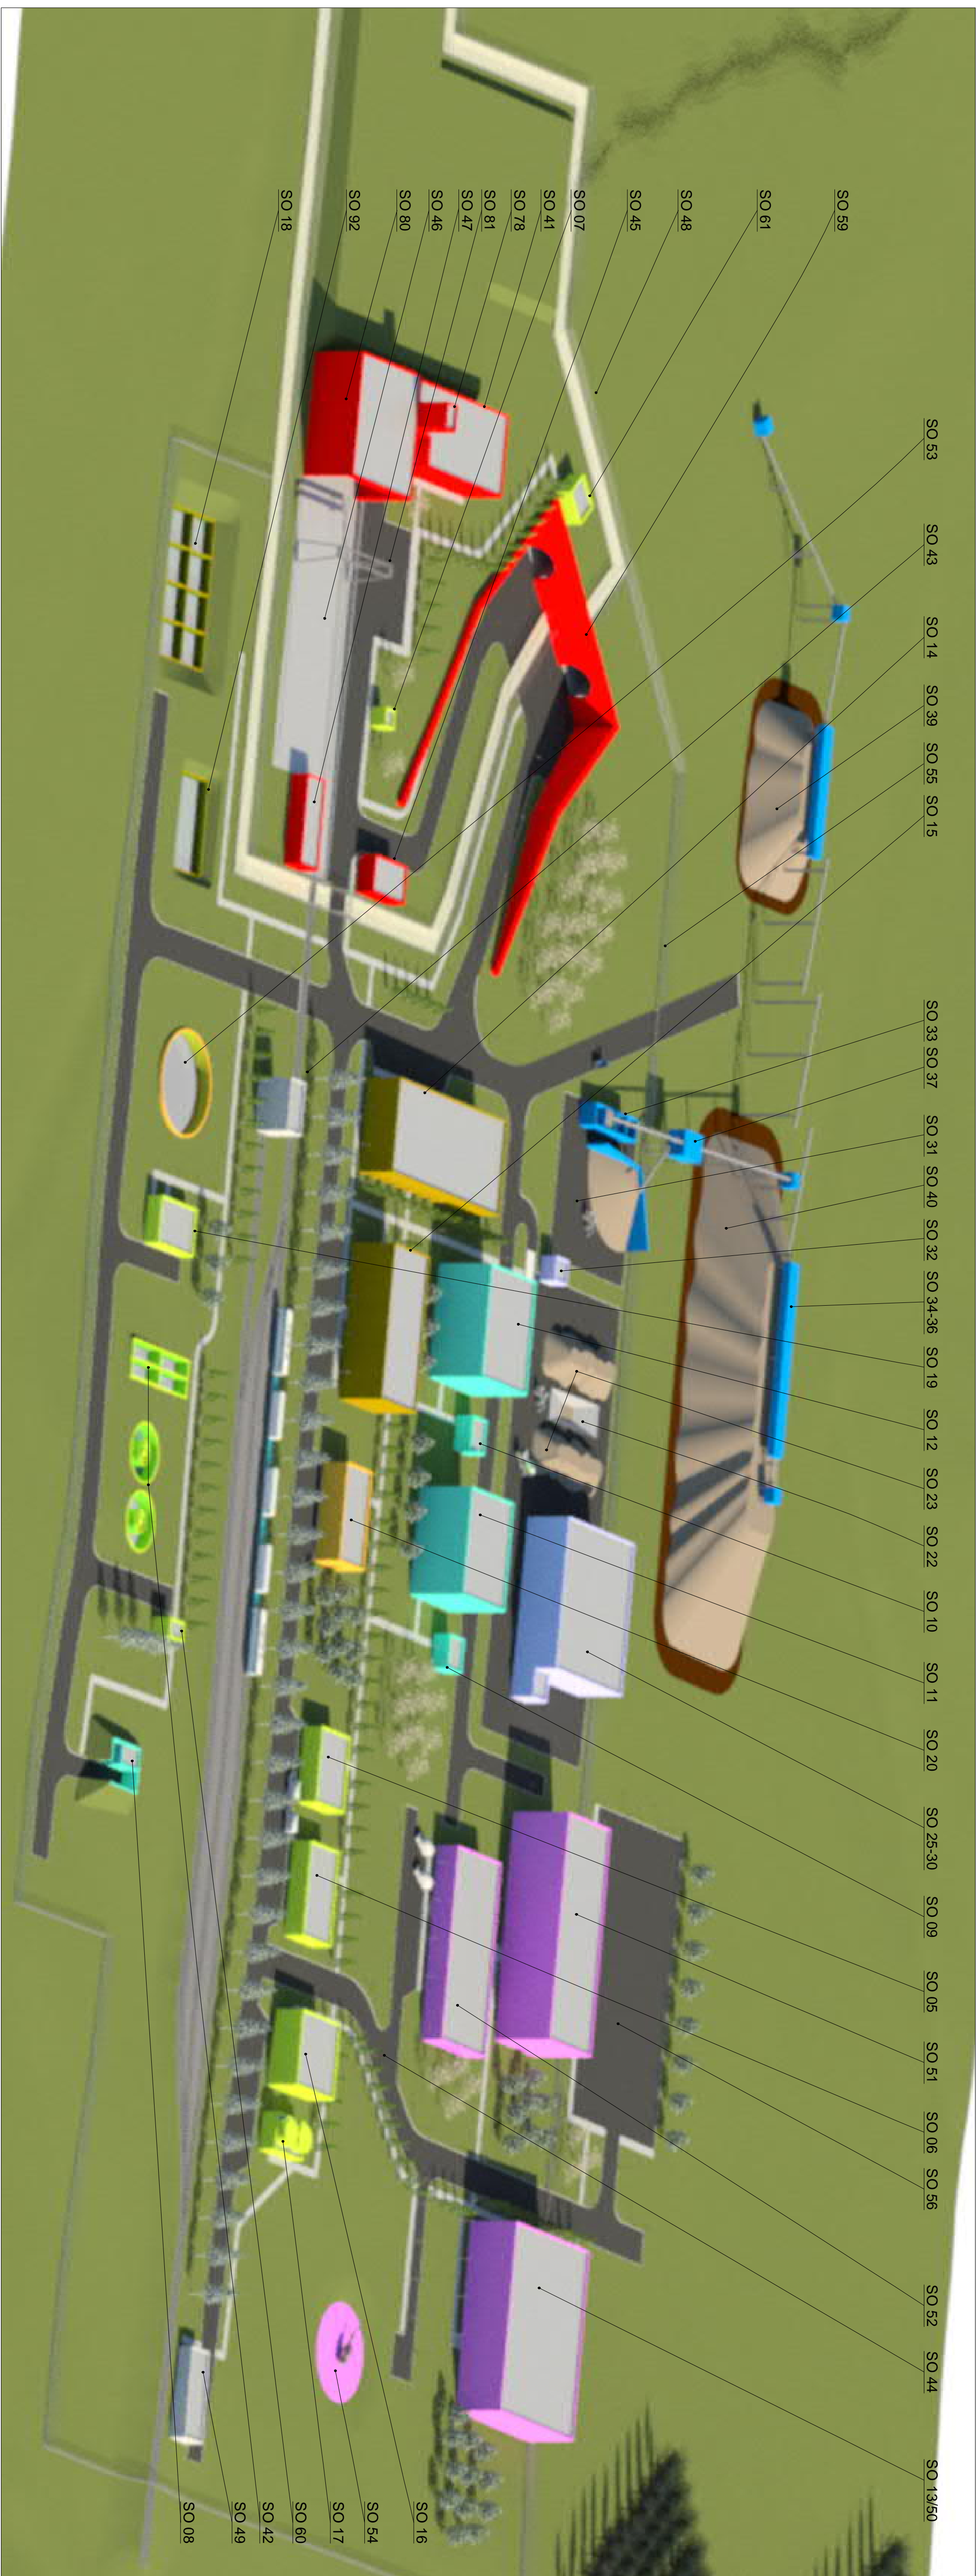 SO 18
SO 92
SO 80
SO 46
SO 47
SO 81
SO 78
SO 41
SO 07
SO 45
SO 48
SO 61
SO 59
SO 53
SO 43
SO 14
SO 39
SO 55
SO 15
SO 33
SO 37
SO 31
SO 40
SO 32
SO 34-36
SO 19
SO 12
SO 23
SO 22
SO 10
SO 11
SO 20
SO 25-30
SO 09
SO 05
SO 51
SO 06
SO 56
SO 52
SO 44
SO 13/50
SO 16
SO 54
SO 17
SO 60
SO 42
SO 49
SO 08